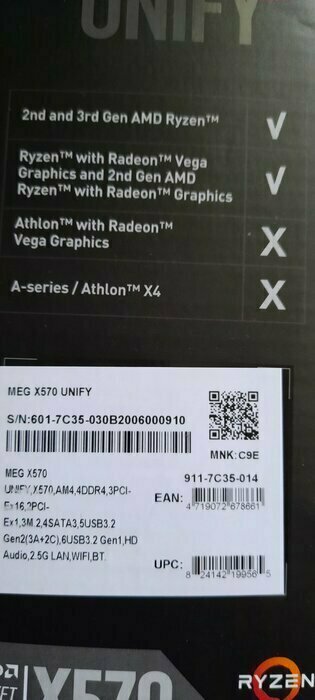 UNIFY
2nd and 3rd Gen AMD Ryzen™ √
Ryzen™ with Radeon™ Vega
Graphics and 2nd Gen AMD √
Ryzen™ with Radeon™ Graphics
Athlon™ with Radeon™
Vega Graphics X
A-series / Athlon™ X4 X
MEG X570 UNIFY
S/N:601-7C35-030B2006000910
MNK: C9E
MEG X570
911-7C35-014
UNIFY,X570,AM4,4DDR4,3PCI-
Ex16,2PCI-
EAN: 4719072678661
Ex1,3M.2,4SATA3,5USB3.2
Gen2(3A+2C),6USB3.2 Gen1,HD
Audio,2.5G LAN,WIFI,BT.
UPC: 8 24142 19956 5
X570
RYZEN